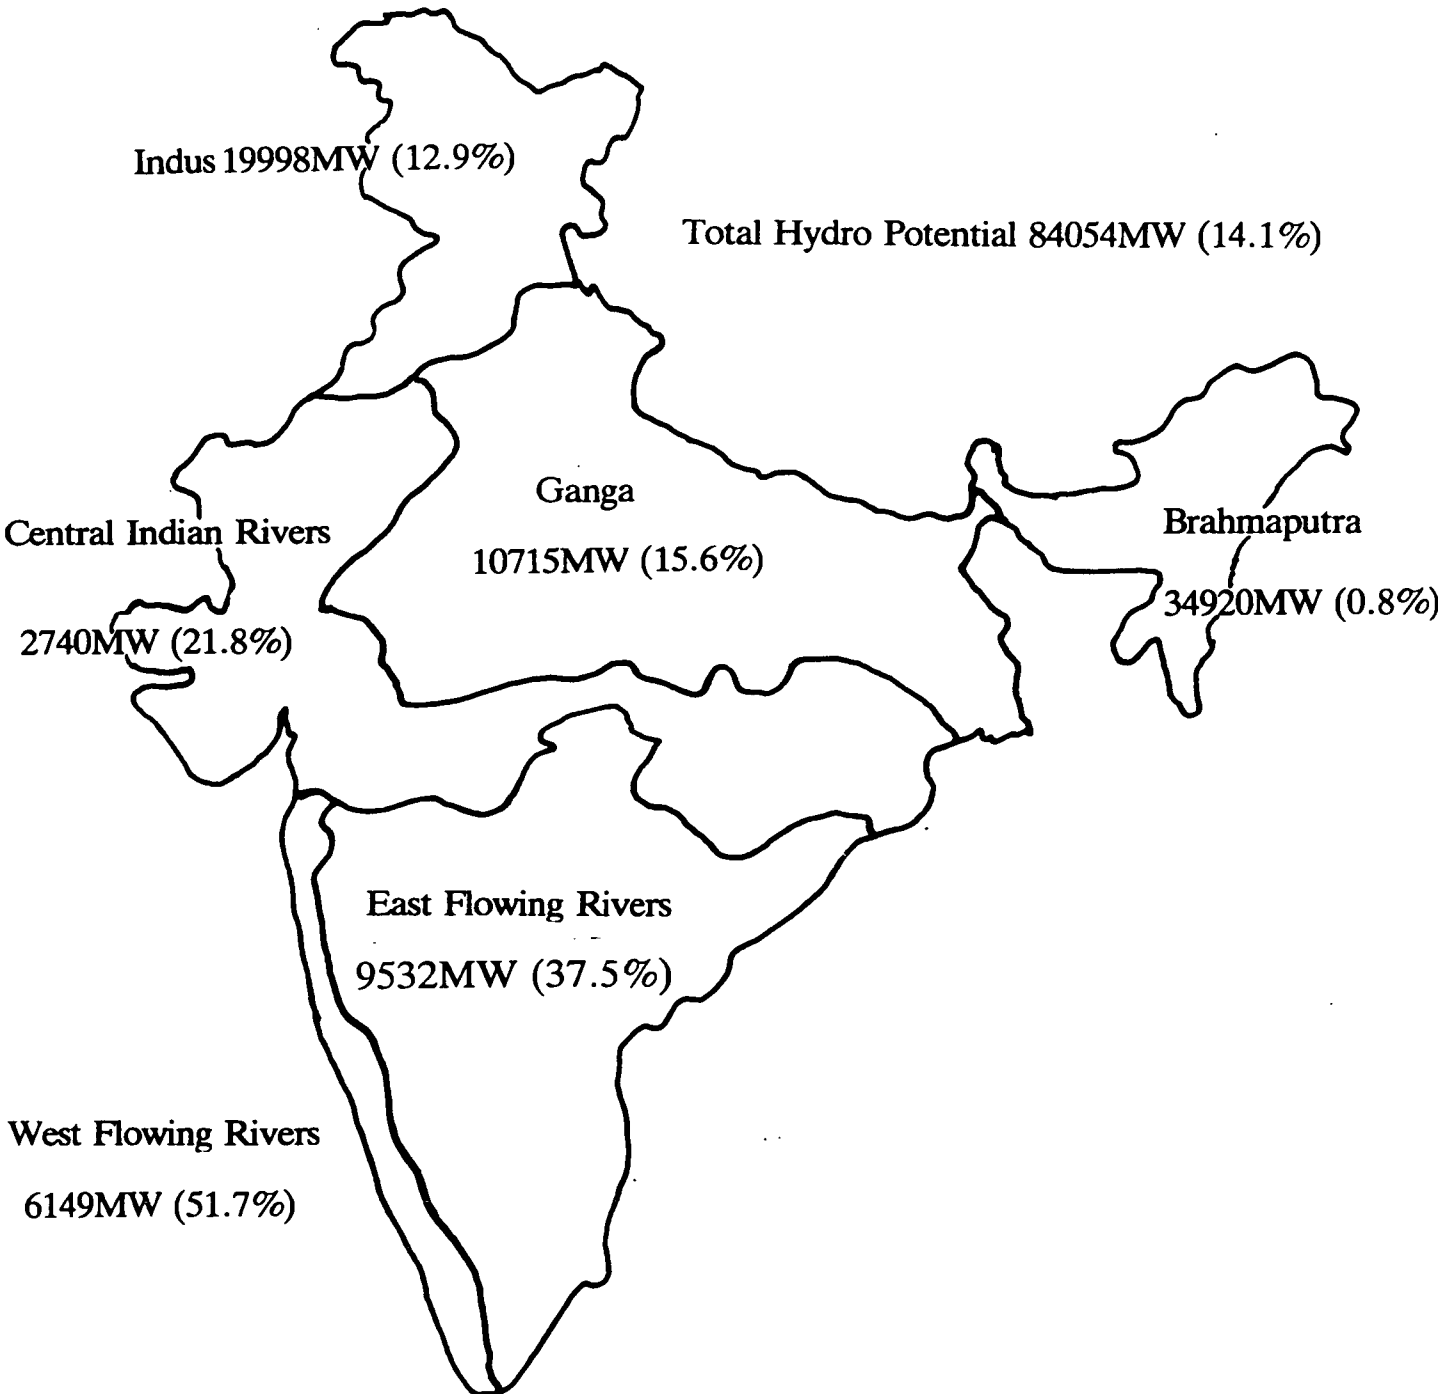 Indus 19998MW (12.9%)
Total Hydro Potential 84054MW (14.1%)
Ganga
10715MW (15.6%)
Brahmaputra
34920MW (0.8%)
Central Indian Rivers
2740MW (21.8%)
East Flowing Rivers
9532MW (37.5%)
West Flowing Rivers
6149MW (51.7%)